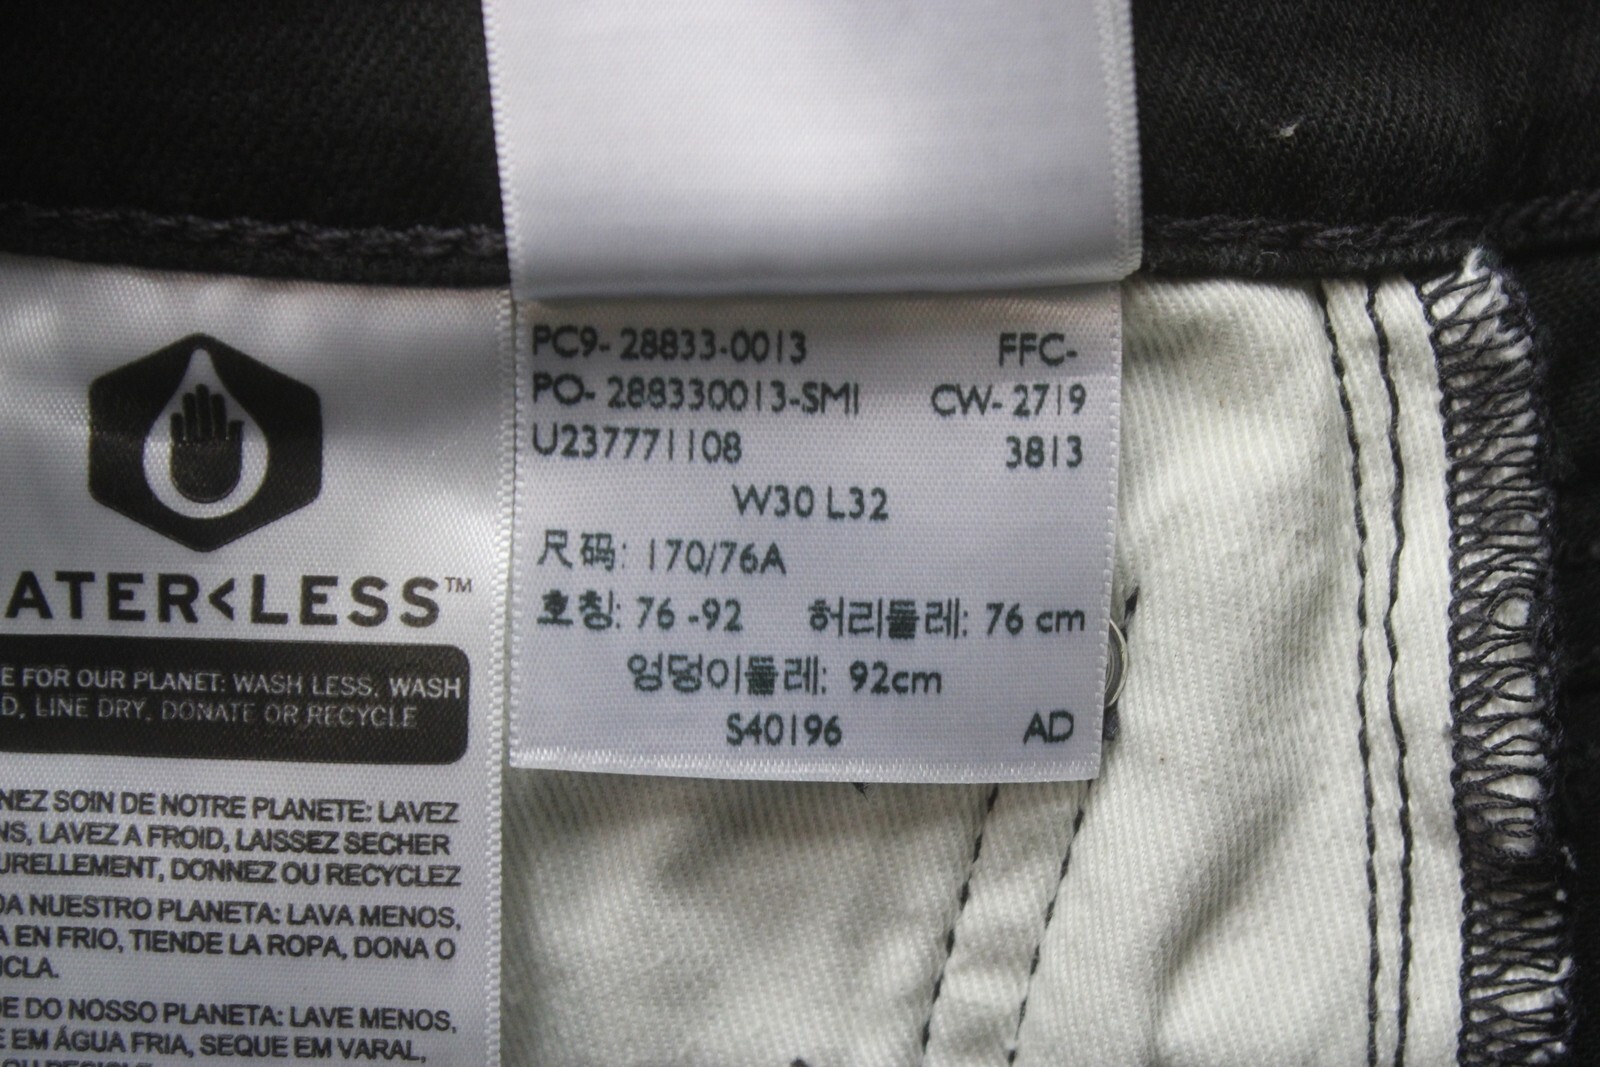 ATER<LESS™
E FOR OUR PLANET: WASH LESS, WASH
D, LINE DRY, DONATE OR RECYCLE
NEZ SOIN DE NOTRE PLANETE: LAVEZ
NS, LAVEZ A FROID, LAISSEZ SECHER
URELLEMENT, DONNEZ OU RECYCLEZ
DA NUESTRO PLANETA: LAVA MENOS,
A EN FRIO, TIENDE LA ROPA, DONA O
ICLA.
DE DO NOSSO PLANETA: LAVE MENOS,
E EM ÁGUA FRIA, SEQUE EM VARAL,
PC9- 28833-0013 FFC-
PO- 288330013-SMI CW- 2719
U237771108 3813
W30 L32
尺码: 170/76A
호칭: 76 -92 허리둘레: 76 cm
엉덩이둘레: 92cm
S40196 AD